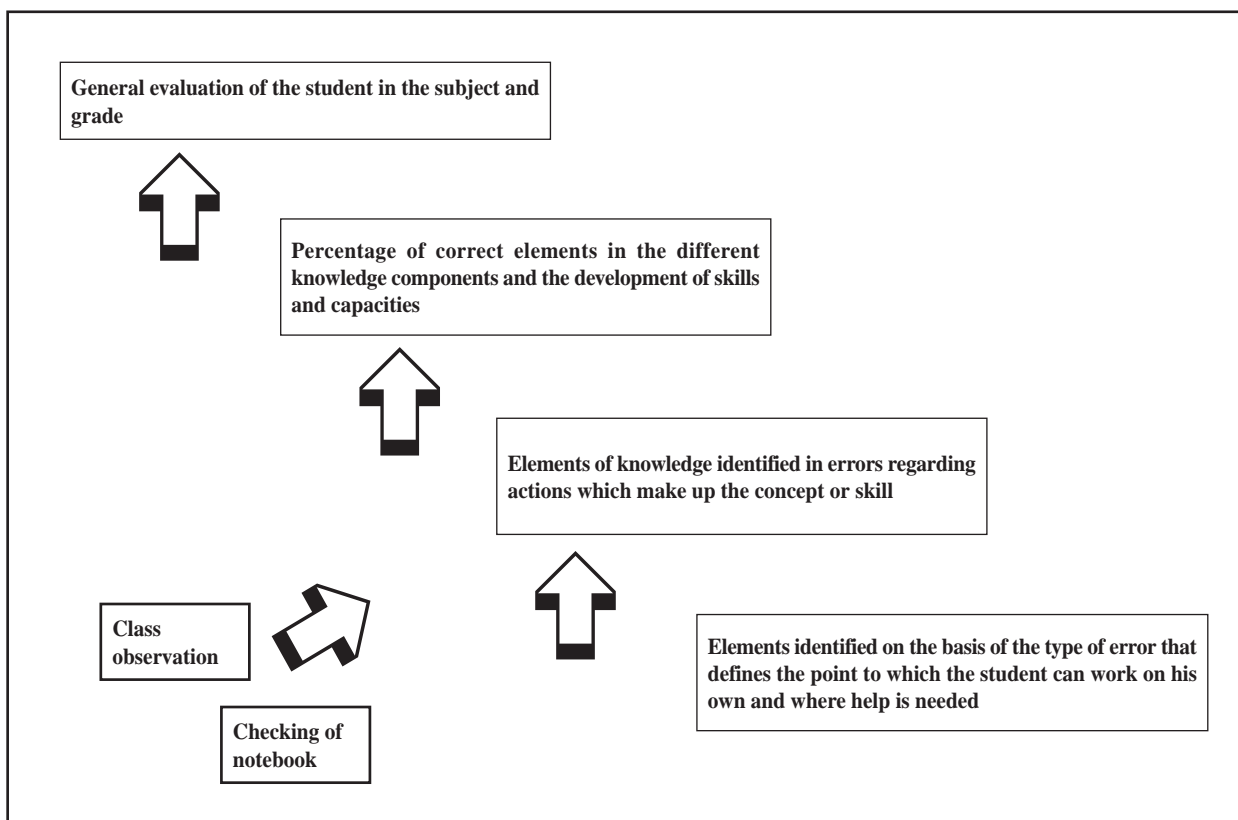 General evaluation of the student in the subject and
grade
Percentage of correct elements in the different
knowledge components and the development of skills
and capacities
Elements of knowledge identified in errors regarding
actions which make up the concept or skill
Class
observation
Elements identified on the basis of the type of error that
defines the point to which the student can work on his
own and where help is needed
Checking of
notebook